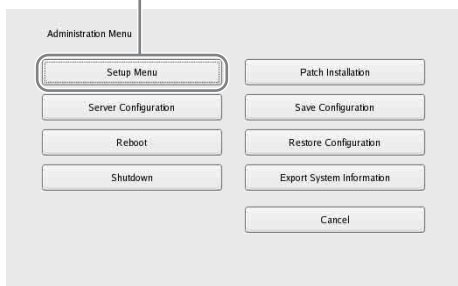 Administration Menu
Setup Menu
Patch Installation
Server Configuration
Save Configuration
Reboot
Restore Configuration
Shutdown
Export System Information
Cancel